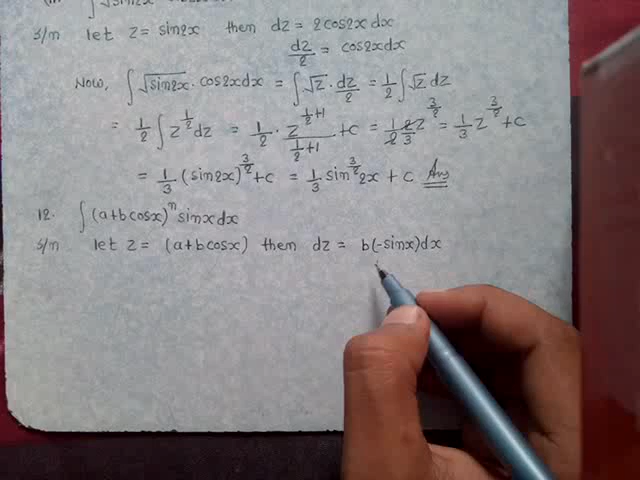 ∫√sin2x
s/n let z = sin2x then dz = 2cos2x dx
dz/2 = cos2x dx
Now, ∫√sin2x · cos2x dx = ∫√z · dz/2 = 1/2 ∫√z dz
= 1/2 ∫ z^(1/2) dz = 1/2 · z^(1/2+1)/(1/2+1) + c = 1/2 · 2/3 z^(3/2) = 1/3 z^(3/2) + c
= 1/3 (sin2x)^(3/2) + c = 1/3 sin^(3/2) 2x + c Ans
12. ∫(a+b cosx)^n sinx dx
s/n let z = (a+b cosx) then dz = b(-sinx)dx